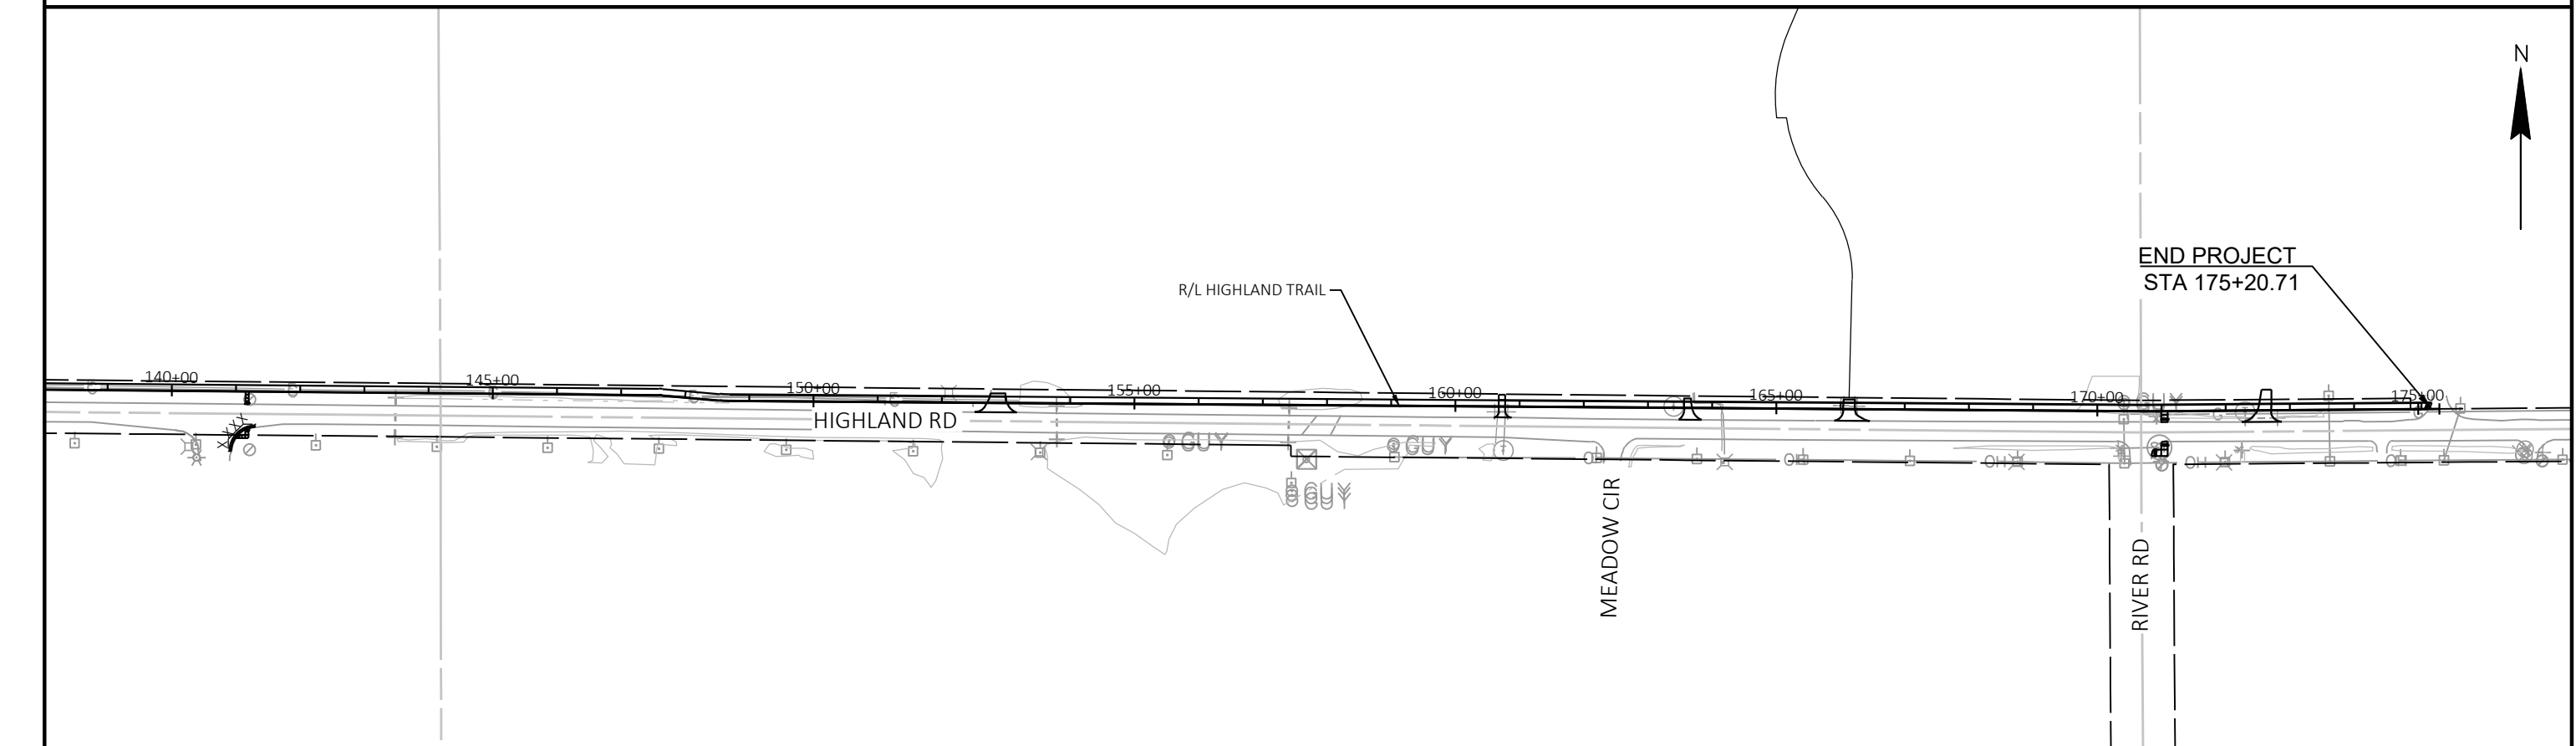 N
END PROJECT
STA 175+20.71
R/L HIGHLAND TRAIL
140+00
145+00
150+00
155+00
160+00
165+00
170+00
175+00
HIGHLAND RD
GUY
GUY
GUY
GUY
OH
OH
OH
MEADOW CIR
RIVER RD